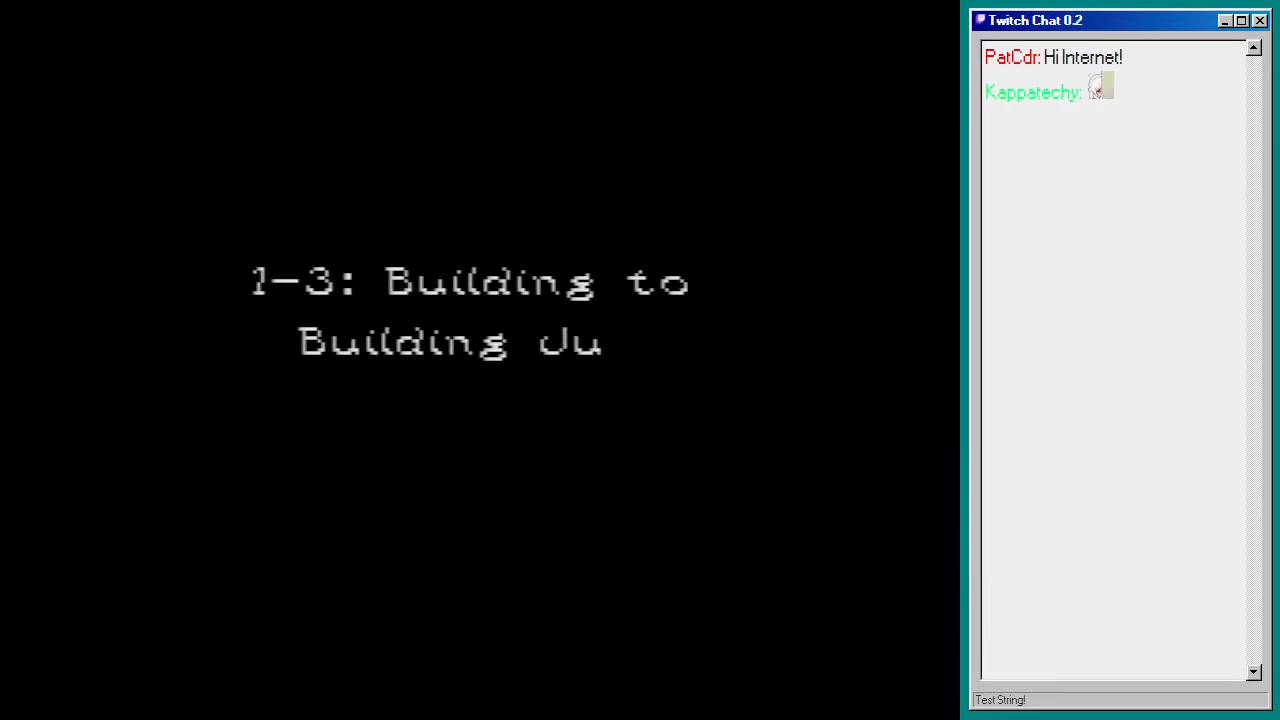 1-3: Building to
Building Ju
Twitch Chat 0.2
PatCdr: Hi Internet!
Kappatechy:
Test String!